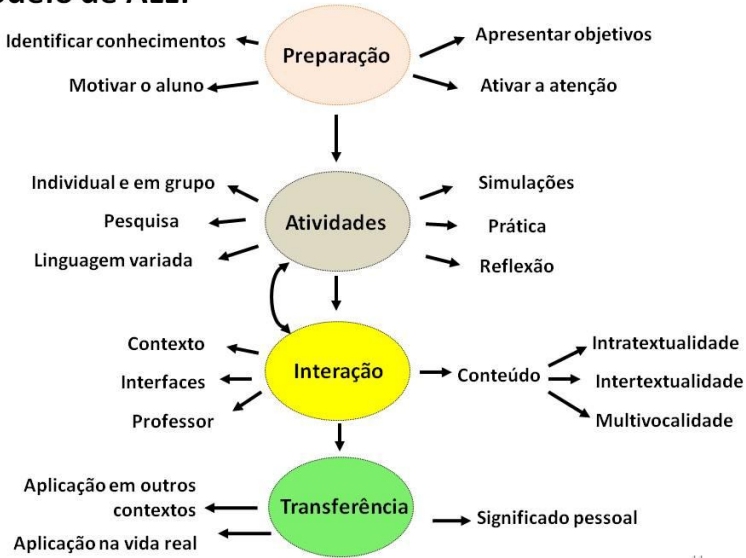 Identificar conhecimentos
Motivar o aluno
Preparação
Apresentar objetivos
Ativar a atenção
Individual e em grupo
Pesquisa
Linguagem variada
Atividades
Simulações
Prática
Reflexão
Contexto
Interfaces
Professor
Interação
Conteúdo
Intratextualidade
Intertextualidade
Multivocalidade
Aplicação em outros
contextos
Aplicação na vida real
Transferência
Significado pessoal